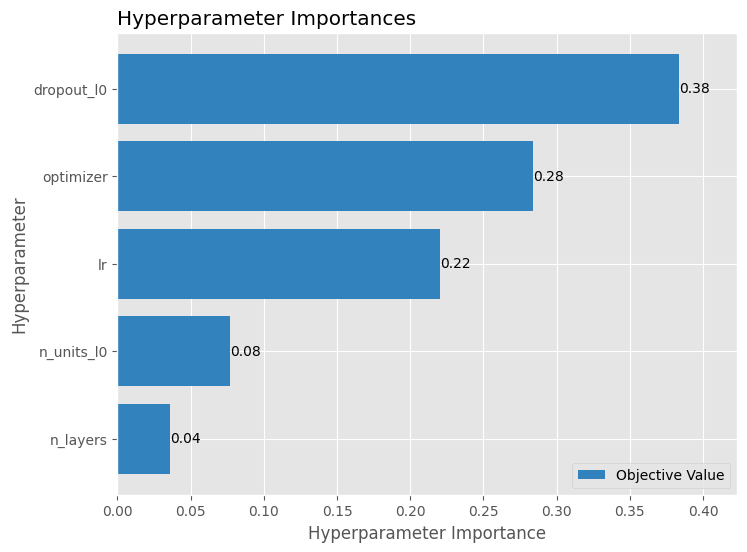 Hyperparameter Importances
dropout_l0
0.38
optimizer
0.28
lr
0.22
n_units_l0
0.08
n_layers
0.04
Hyperparameter
Objective Value
0.00 0.05 0.10 0.15 0.20 0.25 0.30 0.35 0.40
Hyperparameter Importance